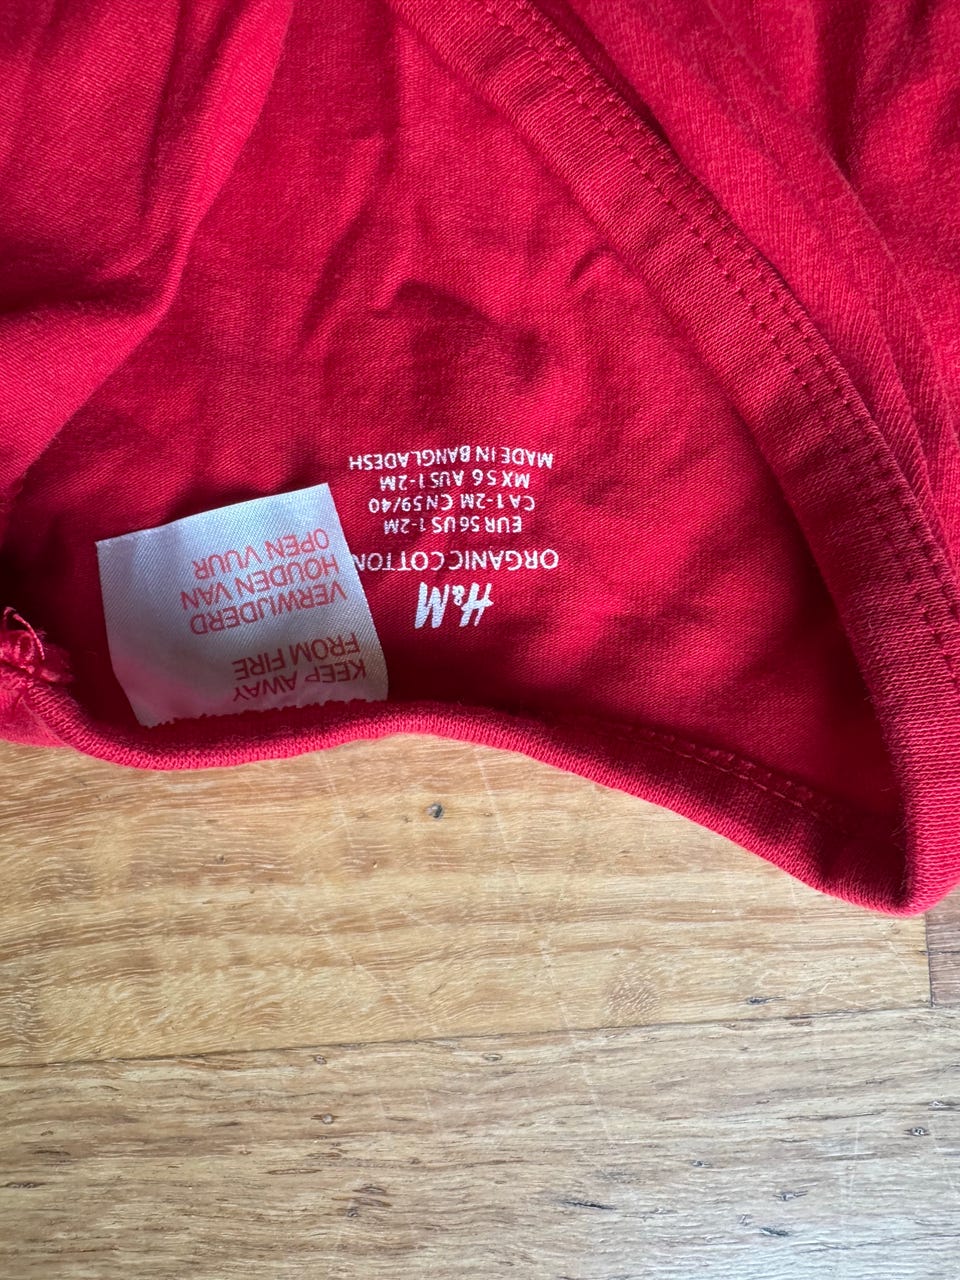 H&M
ORGANIC COTTON
EUR 56 US 1-2M
CA 1-2M CN 59/40
MX 56 AUS 1-2M
MADE IN BANGLADESH
KEEP AWAY
FROM FIRE
VERWIJDERD
HOUDEN VAN
OPEN VUUR